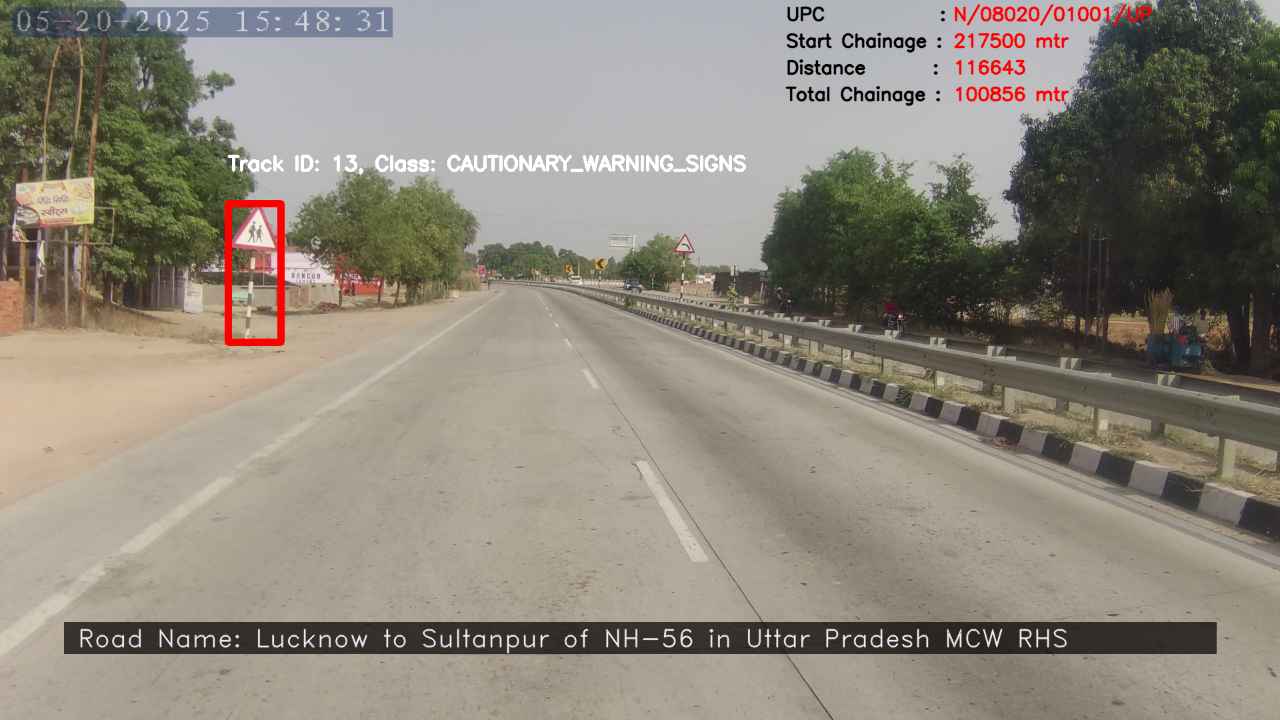 05-20-2025 15:48:31
UPC : N/08020/01001/UP
Start Chainage : 217500 mtr
Distance : 116643
Total Chainage : 100856 mtr
Track ID: 13, Class: CAUTIONARY_WARNING_SIGNS
स्वीट्स
Road Name: Lucknow to Sultanpur of NH-56 in Uttar Pradesh MCW RHS